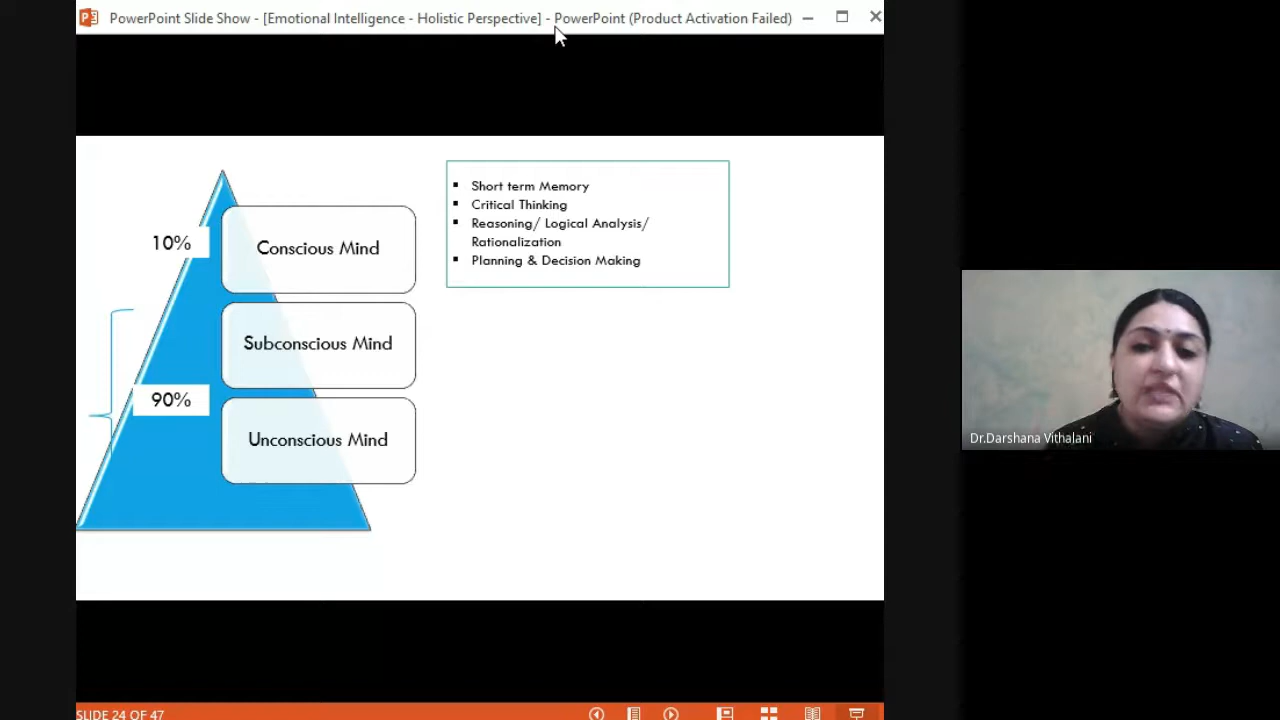 PowerPoint Slide Show - [Emotional Intelligence - Holistic Perspective] - PowerPoint (Product Activation Failed)
10%
Conscious Mind
Subconscious Mind
90%
Unconscious Mind
▪ Short term Memory
▪ Critical Thinking
▪ Reasoning/ Logical Analysis/
Rationalization
▪ Planning & Decision Making
Dr.Darshana Vithalani
SLIDE 24 OF 47